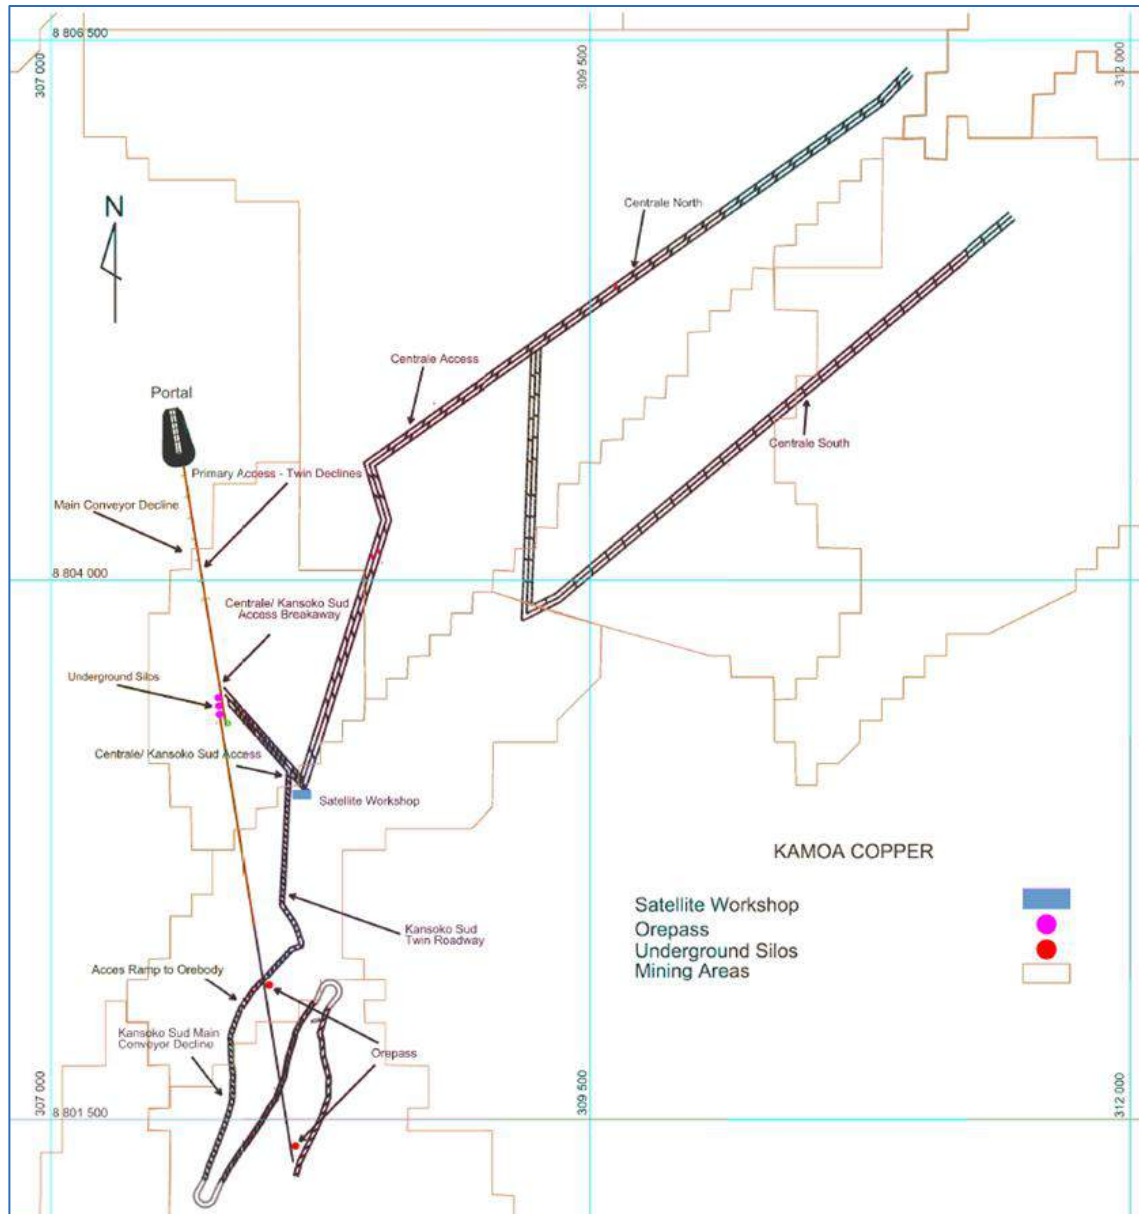 8 806 500
307 000
309 500
312 000
N
Centrale North
Centrale Access
Portal
Centrale South
Primary Access - Twin Declines
Main Conveyor Decline
8 804 000
Centrale/ Kansoko Sud
Access Breakaway
Underground Silos
Centrale/ Kansoko Sud Access
Satellite Workshop
KAMOA COPPER
Satellite Workshop
Orepass
Underground Silos
Mining Areas
Kansoko Sud
Twin Roadway
Acces Ramp to Orebody
Kansoko Sud Main
Conveyor Decline
Orepass
307 000
8 801 500
309 500
312 000